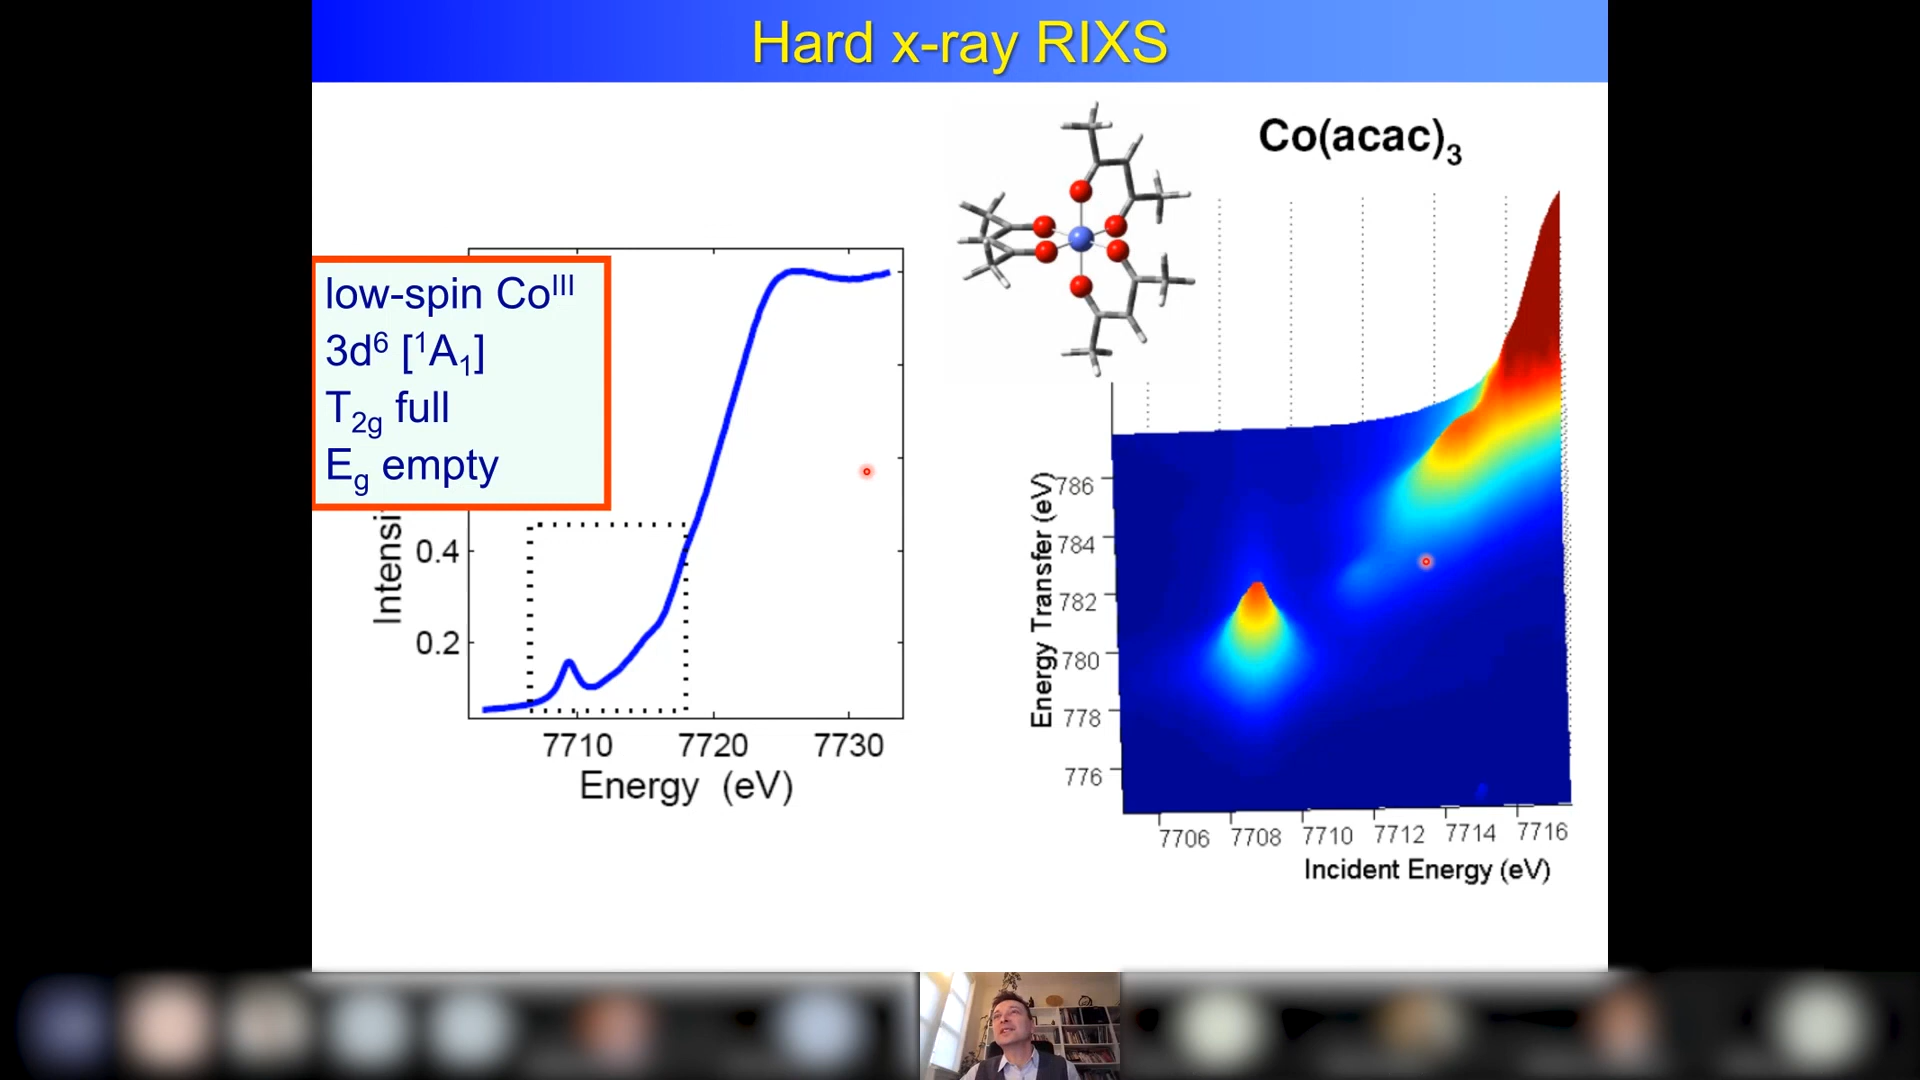 Hard x-ray RIXS
low-spin Coᴵᴵᴵ
3d⁶ [¹A₁]
T₂g full
E_g empty
Intensi
0.4
0.2
7710 7720 7730
Energy (eV)
Co(acac)₃
Energy Transfer (eV)
786
784
782
780
778
776
7706 7708 7710 7712 7714 7716
Incident Energy (eV)